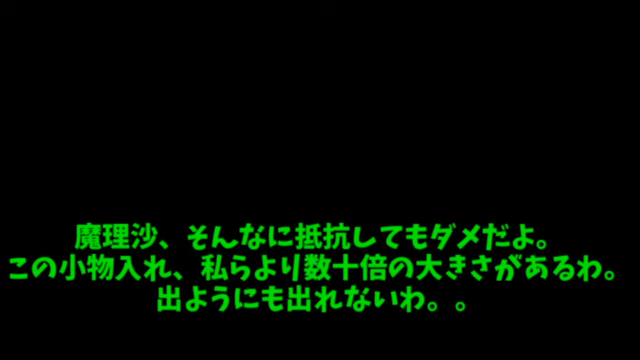 魔理沙、そんなに抵抗してもダメだよ。
この小物入れ、私らより数十倍の大きさがあるわ。
出ようにも出れないわ。。